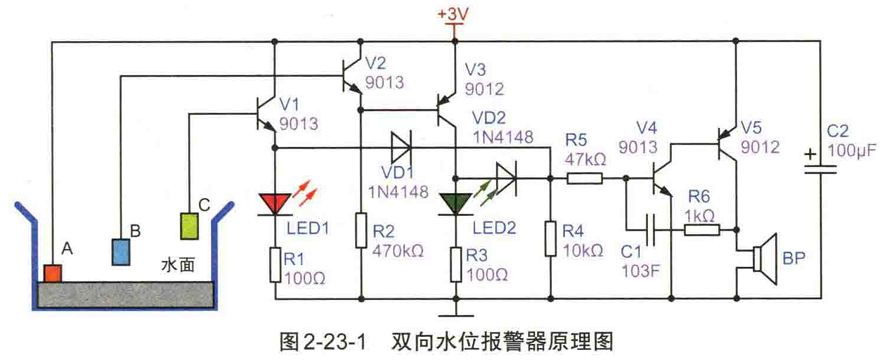 +3V
V2
9013
V3
9012
V1
9013
VD2
1N4148
R5
47kΩ
V4
9013
V5
9012
C2
100μF
+
VD1
1N4148
C
B
A
水面
LED1
R2
470kΩ
LED2
R6
1kΩ
R1
100Ω
R3
100Ω
R4
10kΩ
C1
103F
BP
图2-23-1 双向水位报警器原理图